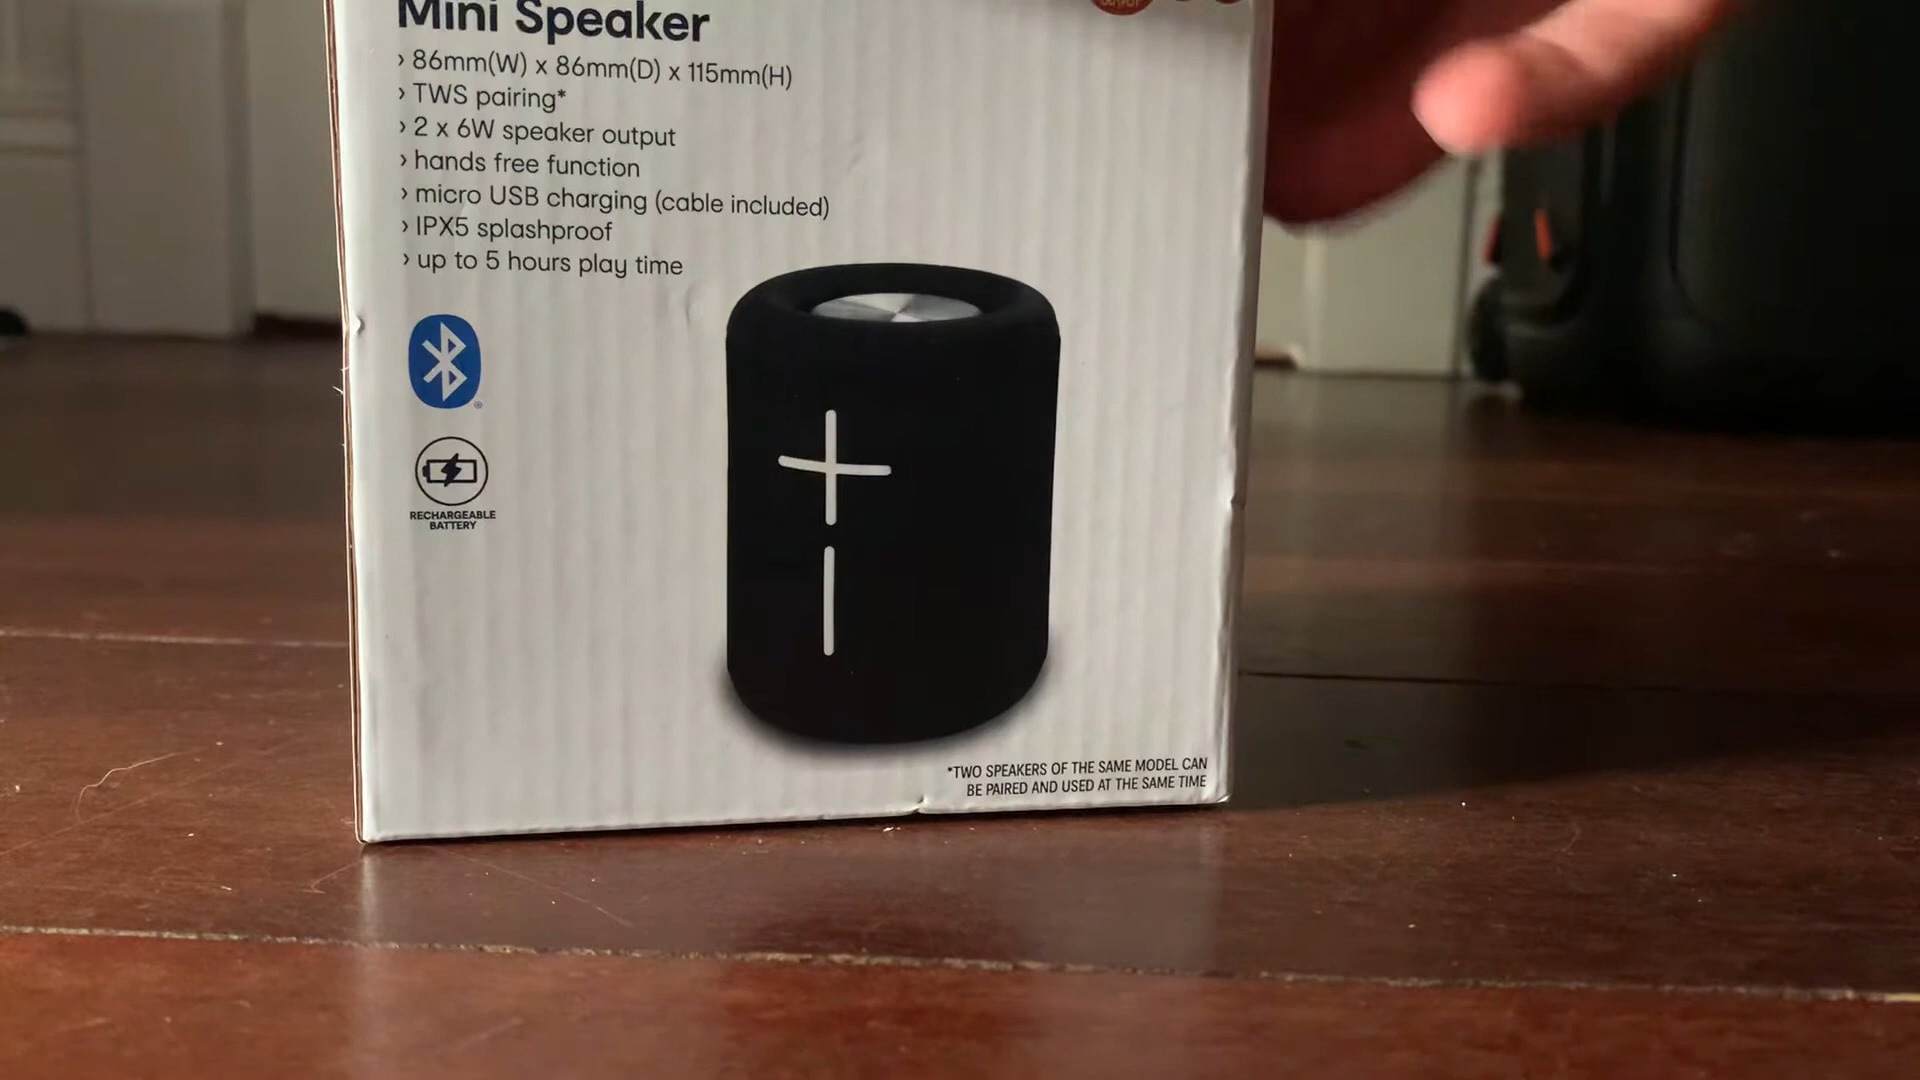 Mini Speaker
› 86mm(W) x 86mm(D) x 115mm(H)
› TWS pairing*
› 2 x 6W speaker output
› hands free function
› micro USB charging (cable included)
› IPX5 splashproof
› up to 5 hours play time
RECHARGEABLE
BATTERY
*TWO SPEAKERS OF THE SAME MODEL CAN
BE PAIRED AND USED AT THE SAME TIME